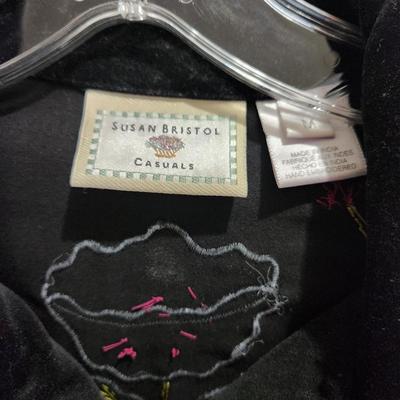 SUSAN BRISTOL
CASUALS
M
MADE IN INDIA
FABRIQUE AUX INDES
HECHO EN INDIA
HAND EMBROIDERED